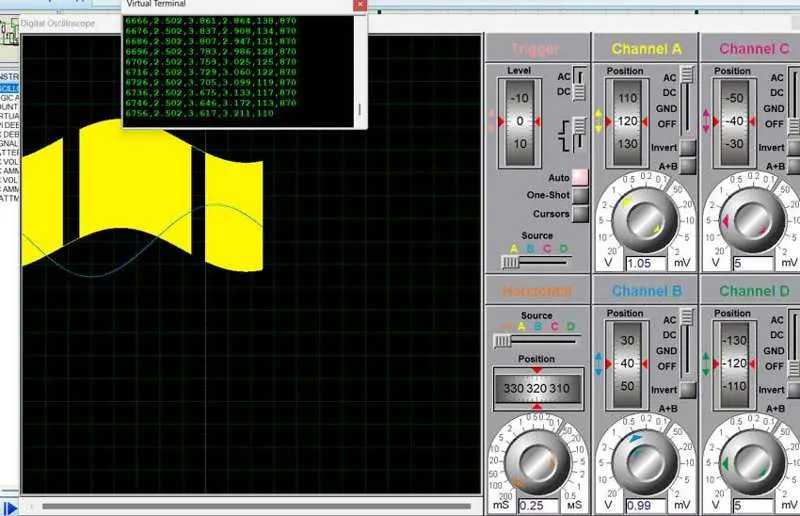 Virtual Terminal
6666,2.502,3.861,2.864,138,870
6676,2.502,3.837,2.908,134,870
6686,2.502,3.807,2.947,131,870
6696,2.502,3.783,2.986,128,870
6706,2.502,3.759,3.025,125,870
6716,2.502,3.729,3.060,122,870
6726,2.502,3.705,3.099,119,870
6736,2.502,3.675,3.133,117,870
6746,2.502,3.646,3.172,113,870
6756,2.502,3.617,3.211,110
Digital Oscilloscope
Trigger
Level
-10
0
10
AC
DC
Auto
One-Shot
Cursors
Source
A B C D
Channel A
Position
110
120
130
AC
DC
GND
OFF
Invert
A+B
V 1.05 mV
Channel C
Position
-50
-40
-30
AC
DC
GND
OFF
Invert
A+B
V 5 mV
Horizontal
Source
A B C D
Position
330 320 310
mS 0.25 мS
Channel B
Position
30
40
50
AC
DC
GND
OFF
Invert
A+B
V 0.99 mV
Channel D
Position
-130
-120
-110
AC
DC
GND
OFF
Invert
A+B
V 5 mV